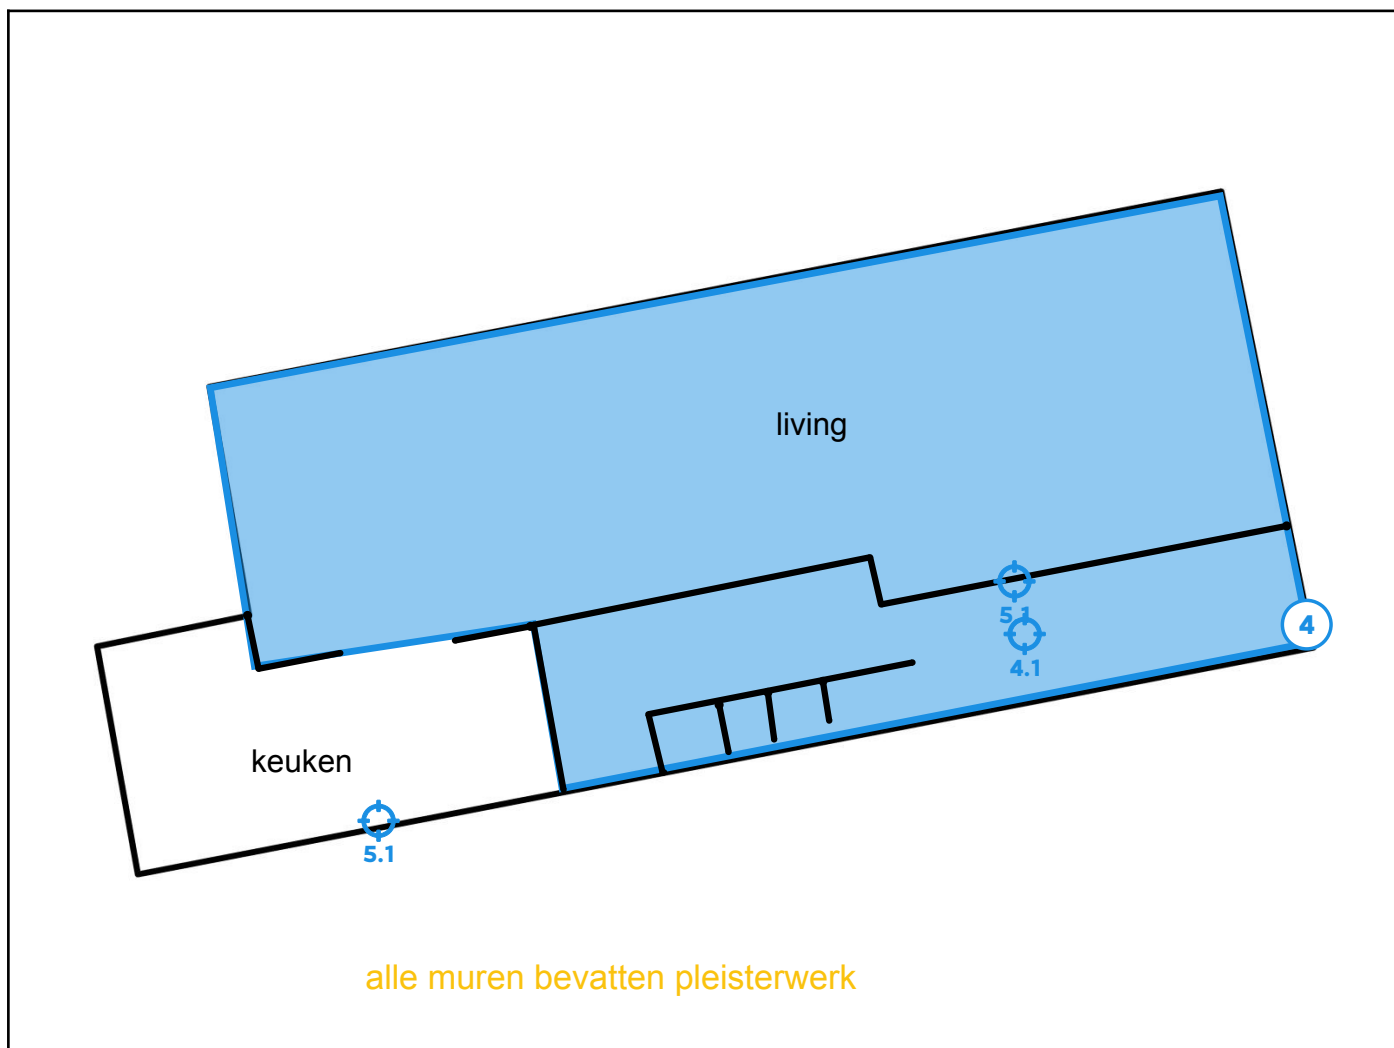 living
5.1
4
4.1
keuken
5.1
alle muren bevatten pleisterwerk